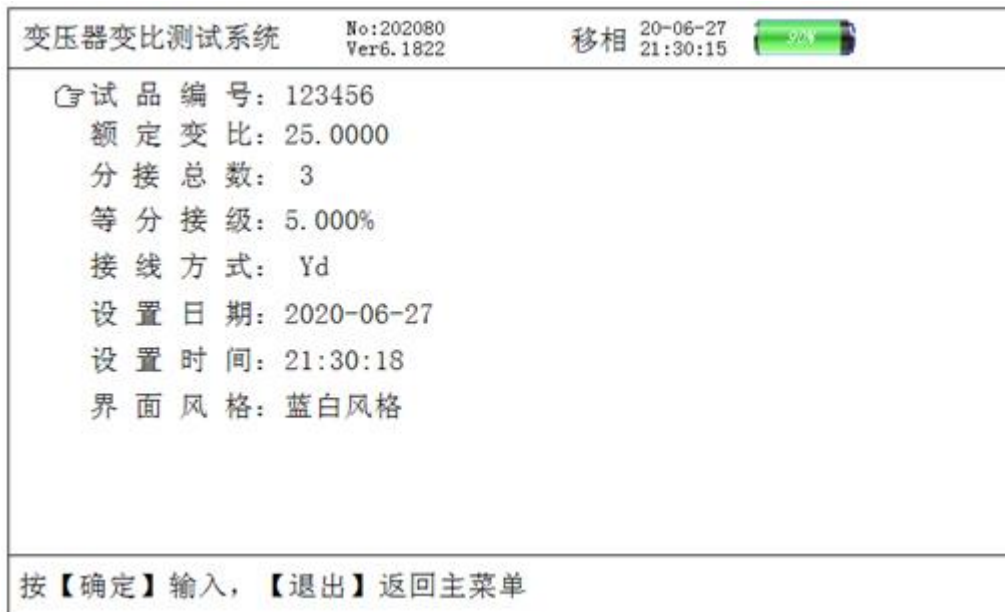 变压器变比测试系统 No:202080 移相 20-06-27 92%
Ver6.1822 21:30:15
试品编号: 123456
额定变比: 25.0000
分接总数: 3
等分接级: 5.000%
接线方式: Yd
设置日期: 2020-06-27
设置时间: 21:30:18
界面风格: 蓝白风格
按【确定】输入, 【退出】返回主菜单